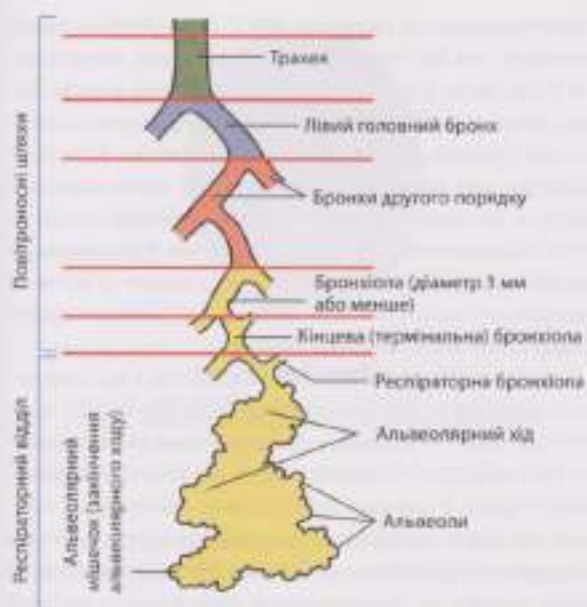 Трахея
Лівий головний бронх
Бронхи другого порядку
Бронхіола (діаметр 1 мм
або менше)
Кінцева (термінальна) бронхіола
Респіраторна бронхіола
Альвеолярний хід
Альвеоли
Повітроносні шляхи
Респіраторний відділ
Альвеолярний
мішечок (закінчення
альвеолярного ходу)